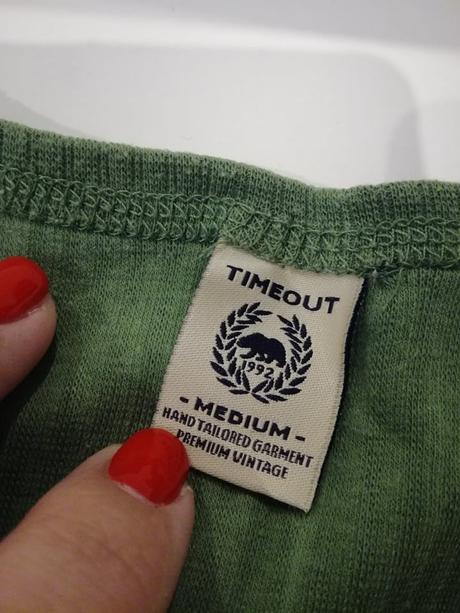 TIMEOUT
1992
- MEDIUM -
HAND TAILORED GARMENT
PREMIUM VINTAGE